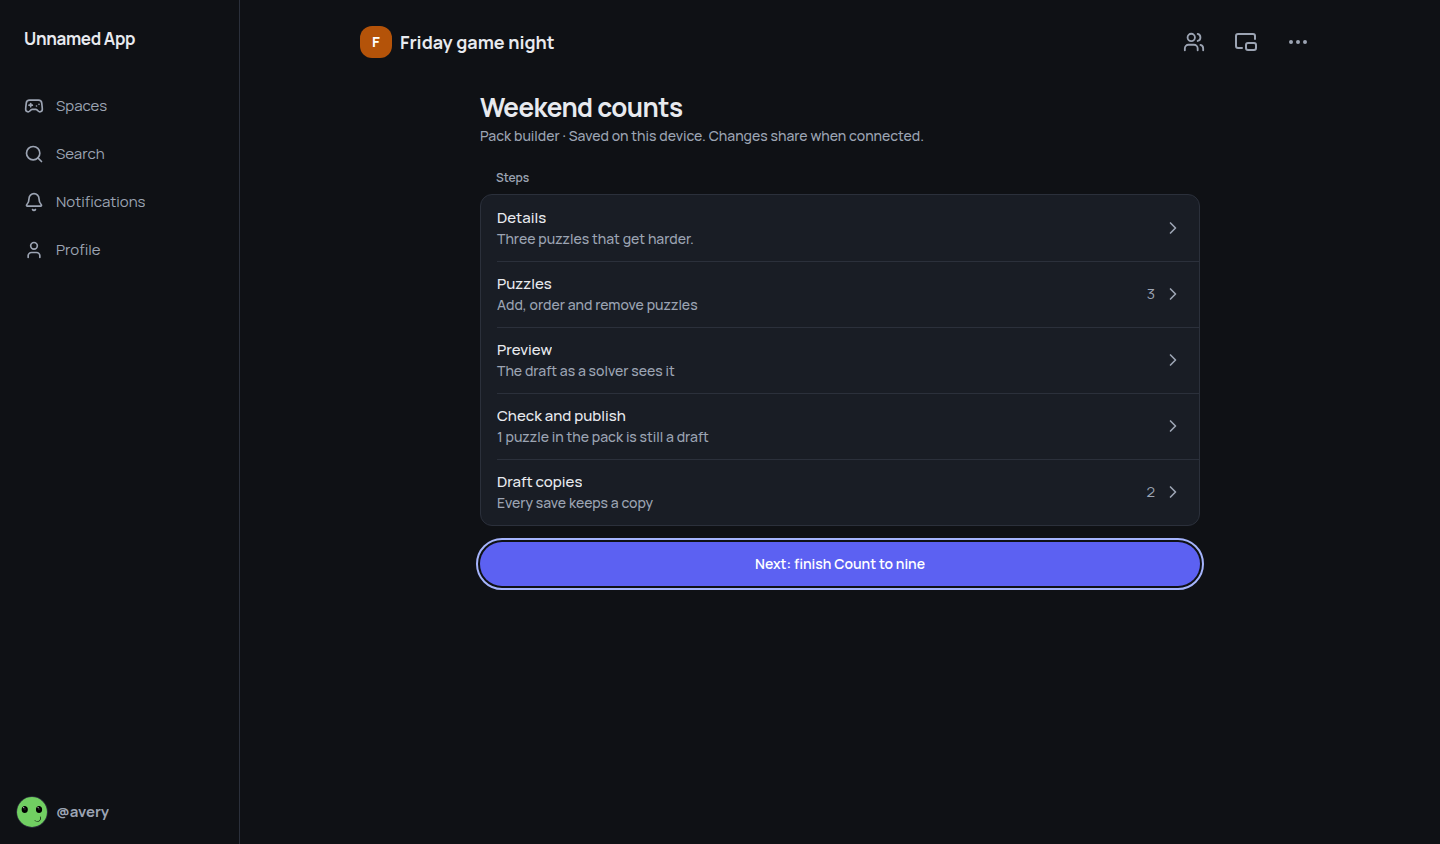 Unnamed App
Spaces
Search
Notifications
Profile
@avery
F Friday game night
Weekend counts
Pack builder · Saved on this device. Changes share when connected.
Steps
Details
Three puzzles that get harder.
Puzzles
Add, order and remove puzzles
3
Preview
The draft as a solver sees it
Check and publish
1 puzzle in the pack is still a draft
Draft copies
Every save keeps a copy
2
Next: finish Count to nine